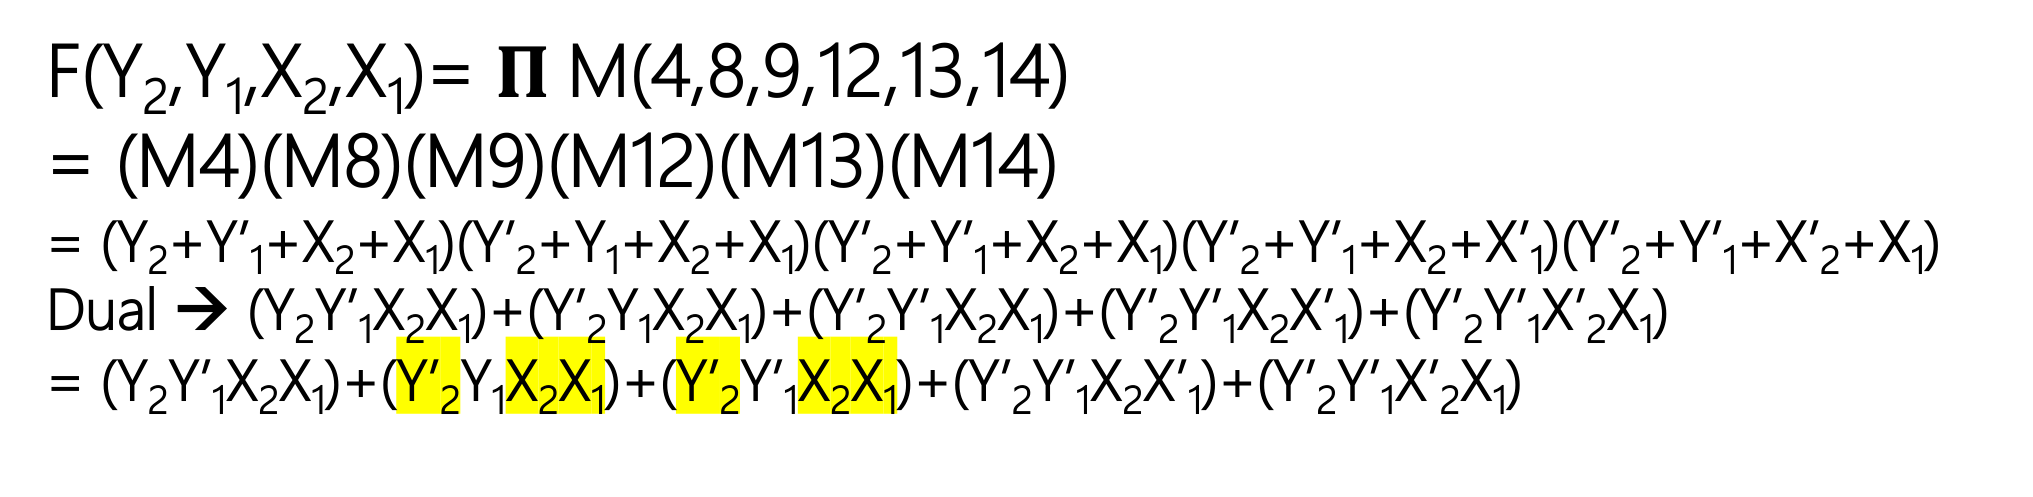 F(Y₂,Y₁,X₂,X₁)= Π M(4,8,9,12,13,14)
= (M4)(M8)(M9)(M12)(M13)(M14)
= (Y₂+Y′₁+X₂+X₁)(Y′₂+Y₁+X₂+X₁)(Y′₂+Y′₁+X₂+X₁)(Y′₂+Y′₁+X₂+X′₁)(Y′₂+Y′₁+X′₂+X₁)
Dual → (Y₂Y′₁X₂X₁)+(Y′₂Y₁X₂X₁)+(Y′₂Y′₁X₂X₁)+(Y′₂Y′₁X₂X′₁)+(Y′₂Y′₁X′₂X₁)
= (Y₂Y′₁X₂X₁)+(Y′₂Y₁X₂X₁)+(Y′₂Y′₁X₂X₁)+(Y′₂Y′₁X₂X′₁)+(Y′₂Y′₁X′₂X₁)